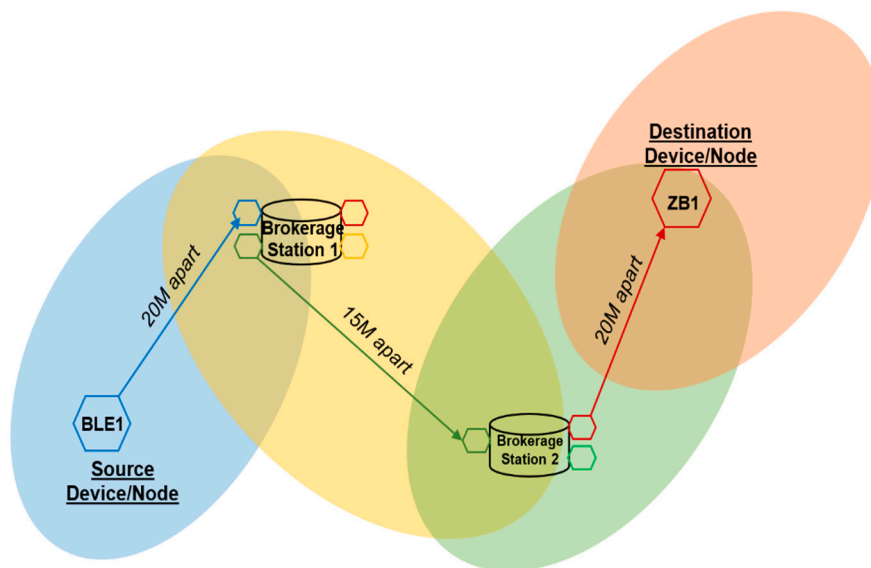 Destination
Device/Node
ZB1
Brokerage
Station 1
20M apart
15M apart
20M apart
BLE1
Brokerage
Station 2
Source
Device/Node